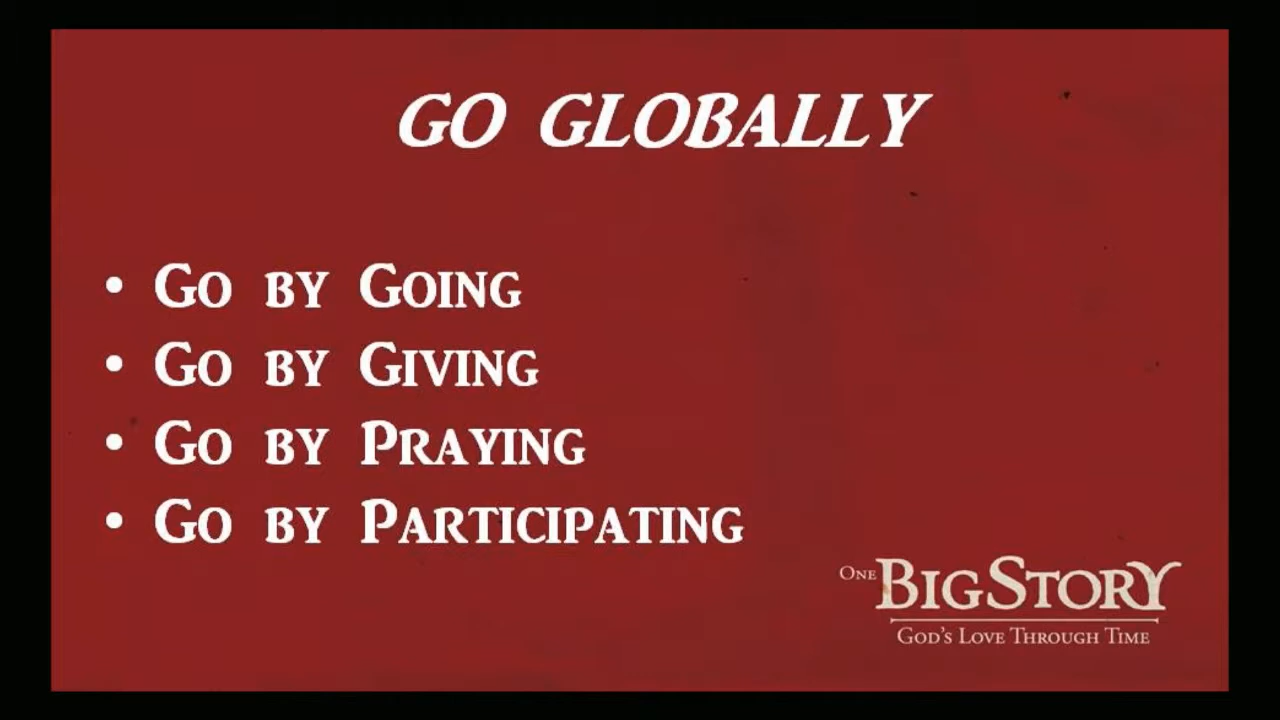 GO GLOBALLY
• Go by Going
• Go by Giving
• Go by Praying
• Go by Participating
One BigStory
God's Love Through Time